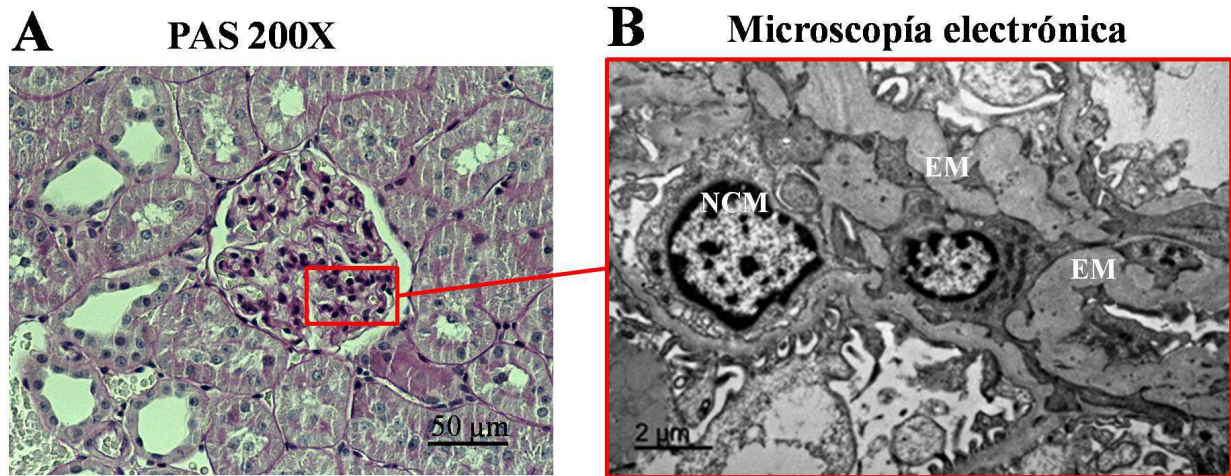 A
PAS 200X
50 µm
B
Microscopía electrónica
NCM
EM
EM
2 µm